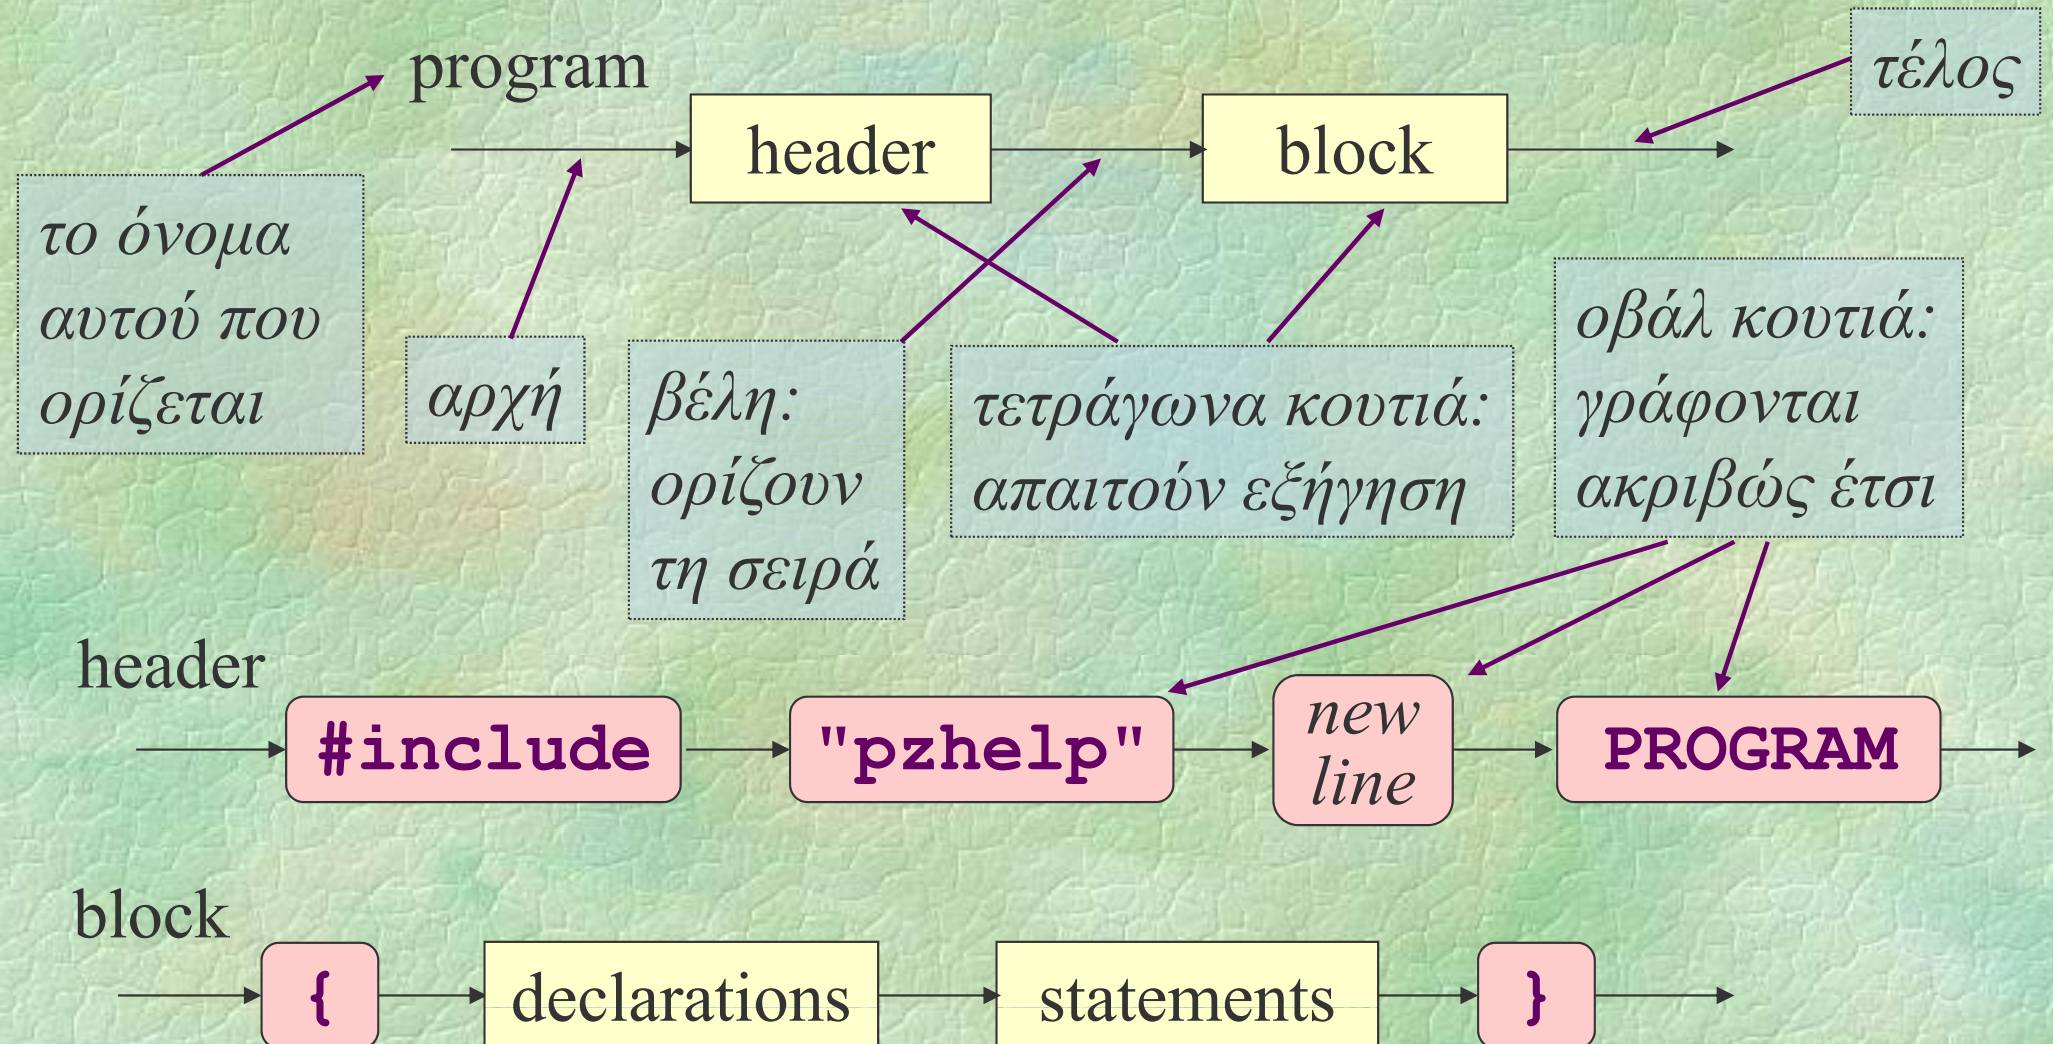 program
τέλος
header
block
το όνομα
αυτού που
ορίζεται
αρχή
βέλη:
ορίζουν
τη σειρά
τετράγωνα κουτιά:
απαιτούν εξήγηση
οβάλ κουτιά:
γράφονται
ακριβώς έτσι
header
#include
"pzhelp"
new
line
PROGRAM
block
{
declarations
statements
}